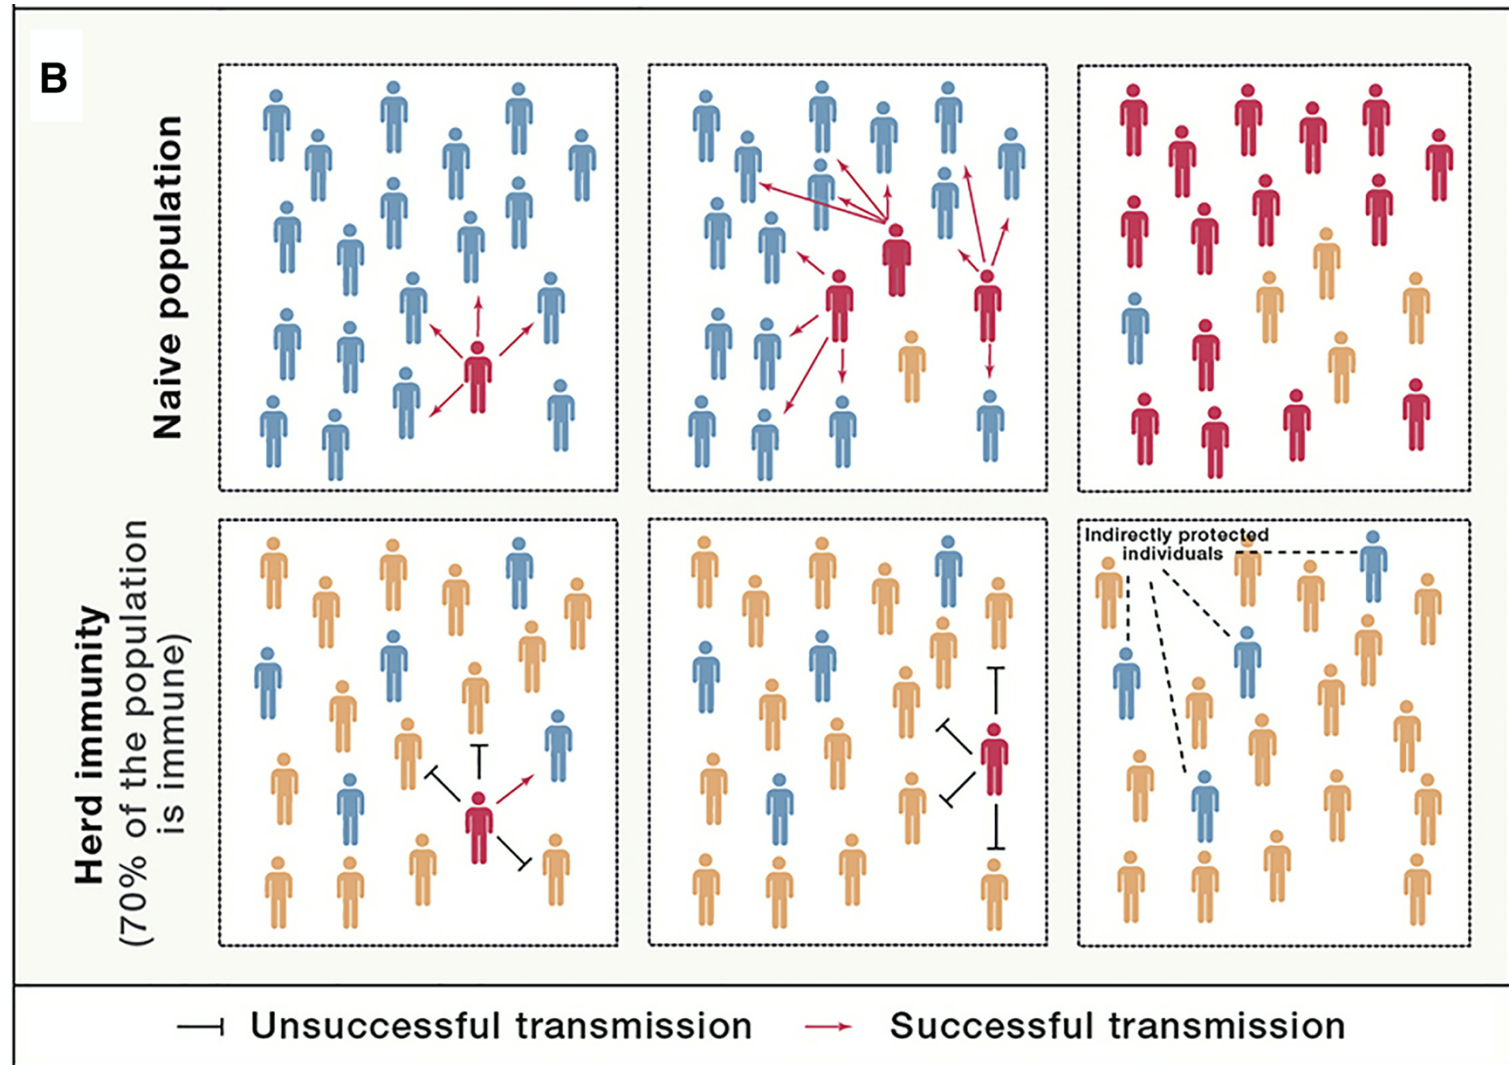 B
Naive population
Herd immunity
(70% of the population
is immune)
Indirectly protected
individuals
Unsuccessful transmission
Successful transmission